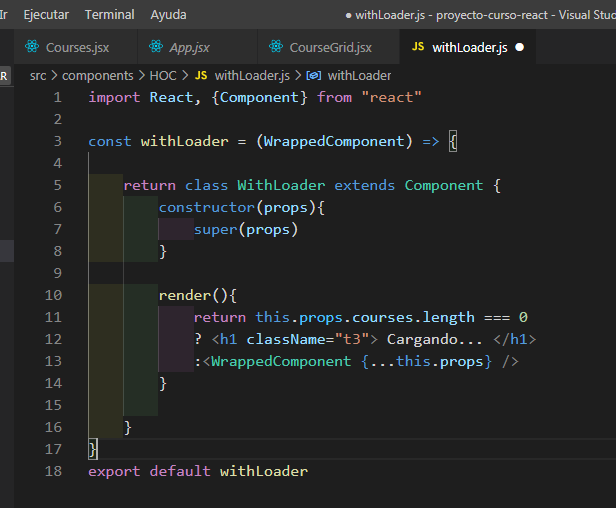 Ir Ejecutar Terminal Ayuda ● withLoader.js - proyecto-curso-react - Visual Stud
Courses.jsx App.jsx CourseGrid.jsx JS withLoader.js ●
R src > components > HOC > JS withLoader.js > withLoader
1 import React, {Component} from "react"
2
3 const withLoader = (WrappedComponent) => {
4
5 return class WithLoader extends Component {
6 constructor(props){
7 super(props)
8 }
9
10 render(){
11 return this.props.courses.length === 0
12 ? <h1 className="t3"> Cargando... </h1>
13 :<WrappedComponent {...this.props} />
14 }
15
16 }
17 }
18 export default withLoader